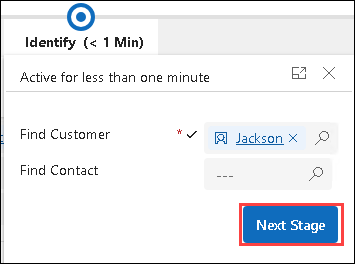 Identify (< 1 Min)
Active for less than one minute
Find Customer * Jackson
Find Contact ---
Next Stage